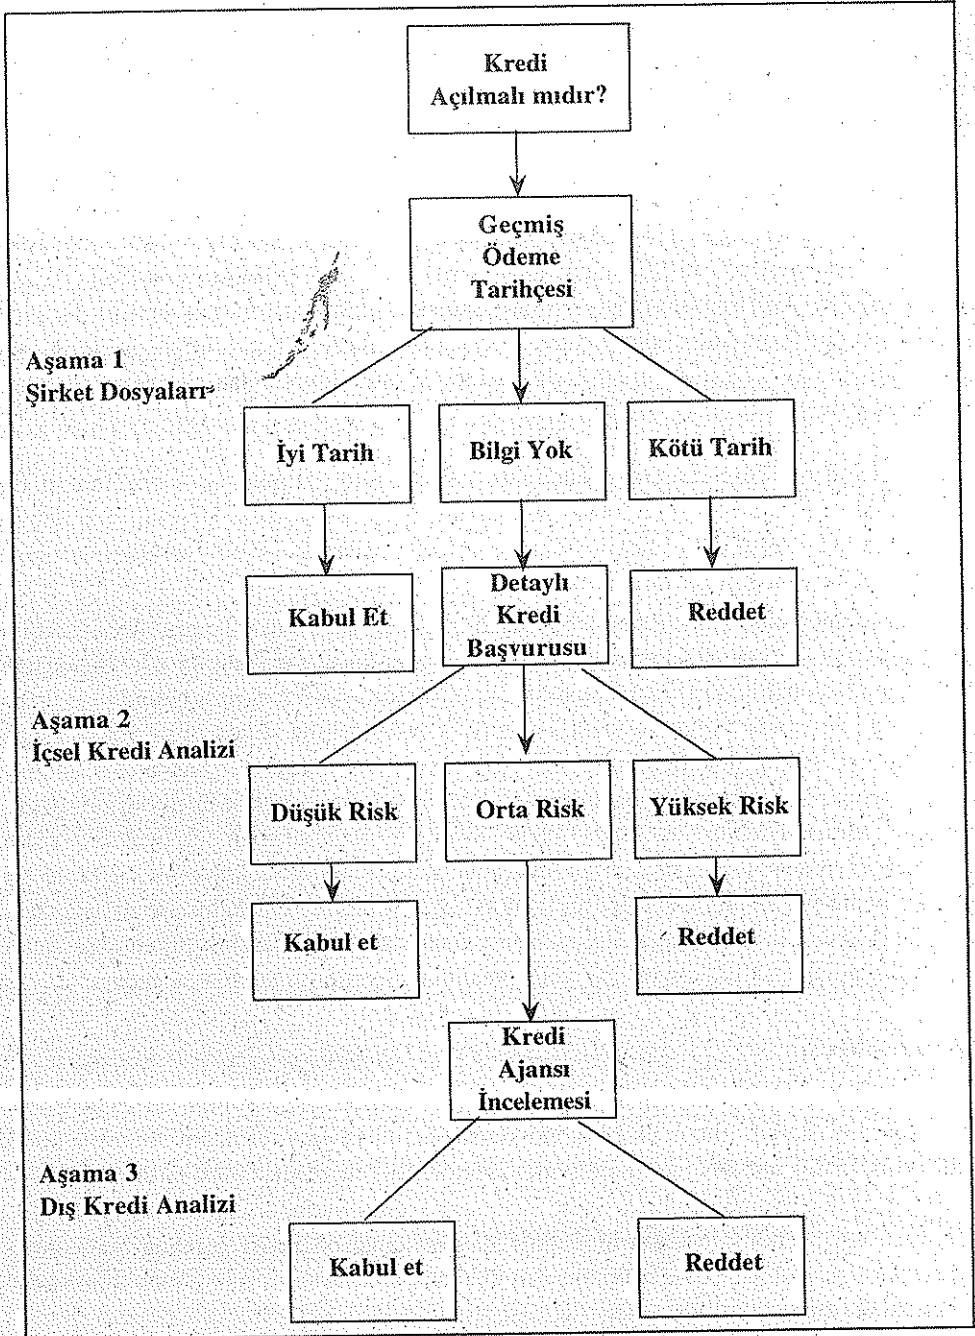 Kredi
Açılmalı mıdır?
Geçmiş
Ödeme
Tarihçesi
Aşama 1
Şirket Dosyaları
İyi Tarih
Bilgi Yok
Kötü Tarih
Kabul Et
Detaylı
Kredi
Başvurusu
Reddet
Aşama 2
İçsel Kredi Analizi
Düşük Risk
Orta Risk
Yüksek Risk
Kabul et
Reddet
Kredi
Ajansı
İncelemesi
Aşama 3
Dış Kredi Analizi
Kabul et
Reddet